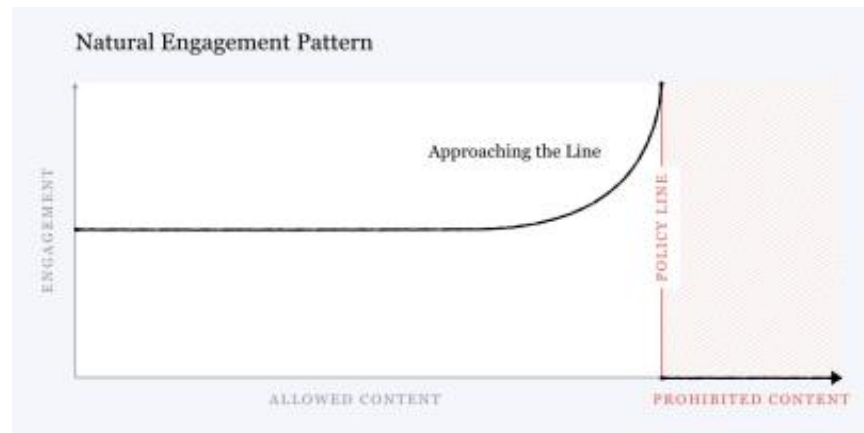 Natural Engagement Pattern
Approaching the Line
ENGAGEMENT
POLICY LINE
ALLOWED CONTENT
PROHIBITED CONTENT